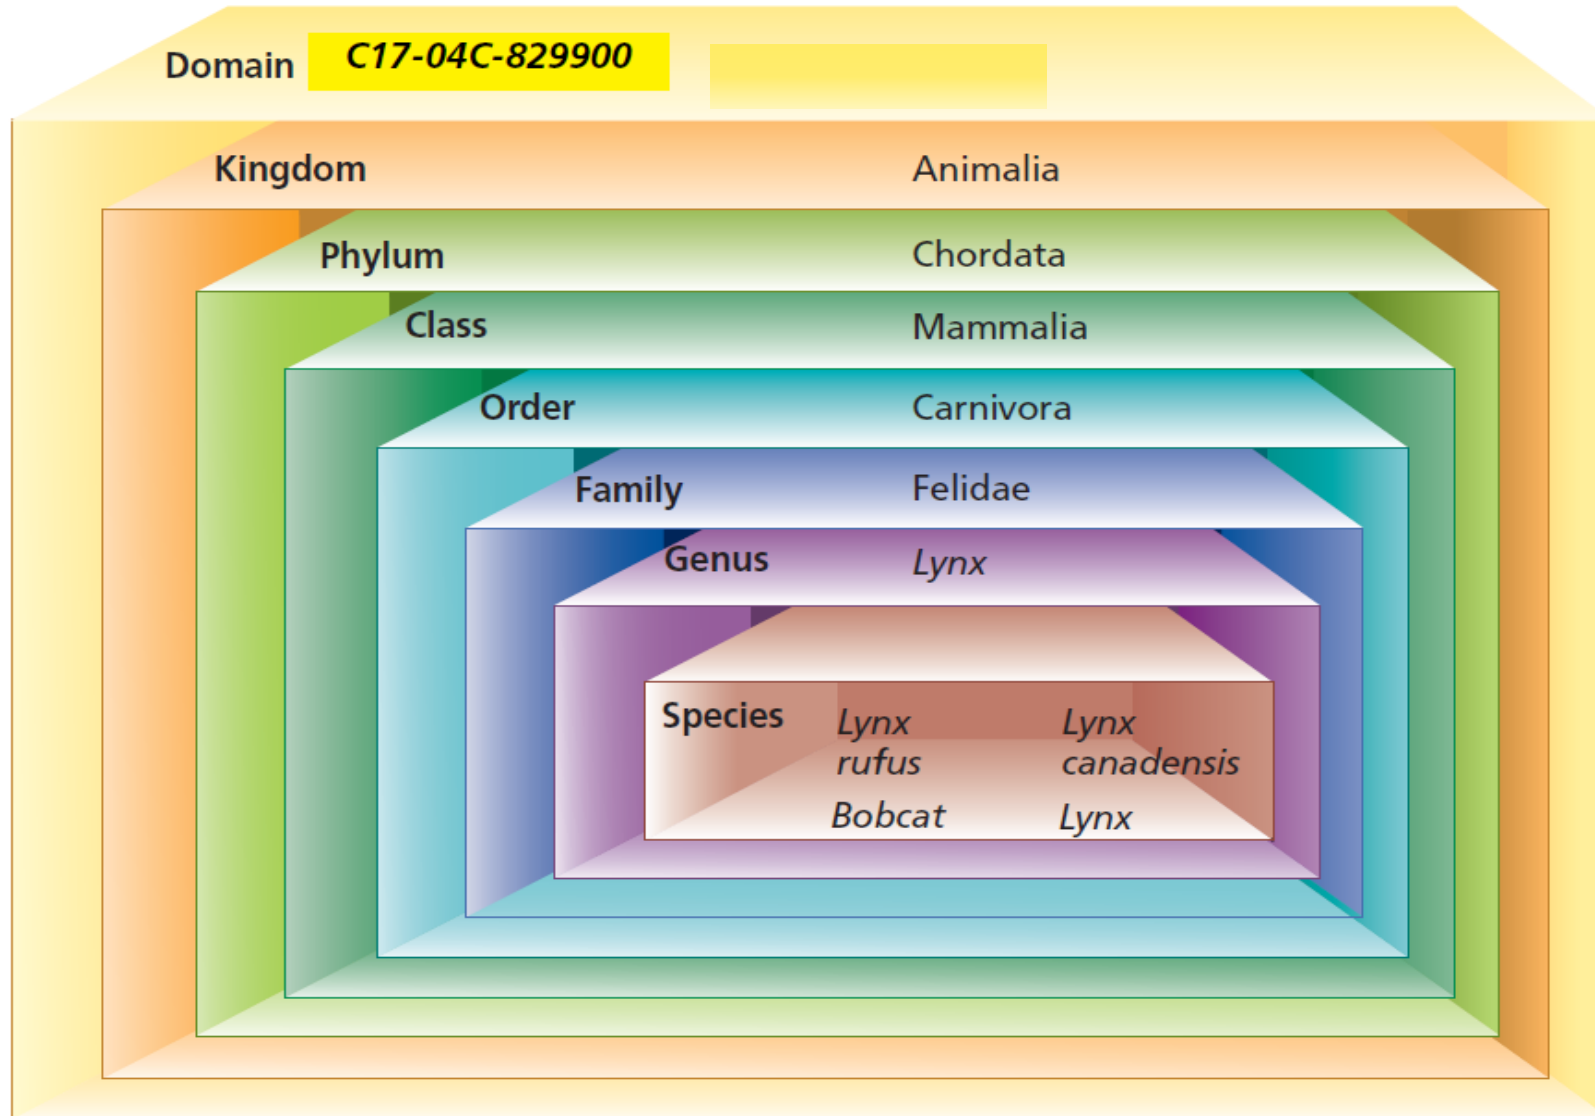 Domain C17-04C-829900
Kingdom Animalia
Phylum Chordata
Class Mammalia
Order Carnivora
Family Felidae
Genus Lynx
Species Lynx Lynx
rufus canadensis
Bobcat Lynx